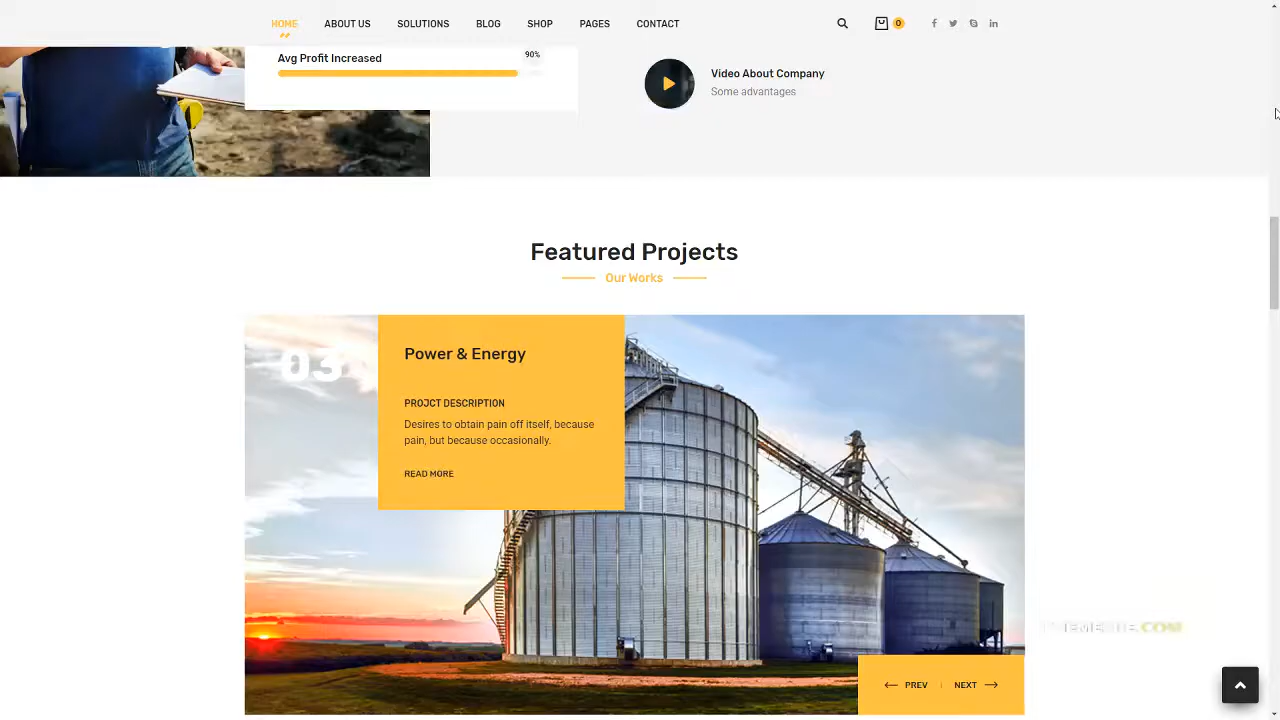 HOME ABOUT US SOLUTIONS BLOG SHOP PAGES CONTACT 0
Avg Profit Increased 90%
Video About Company
Some advantages
Featured Projects
Our Works
03
Power & Energy
PROJCT DESCRIPTION
Desires to obtain pain off itself, because
pain, but because occasionally.
READ MORE
PREV | NEXT